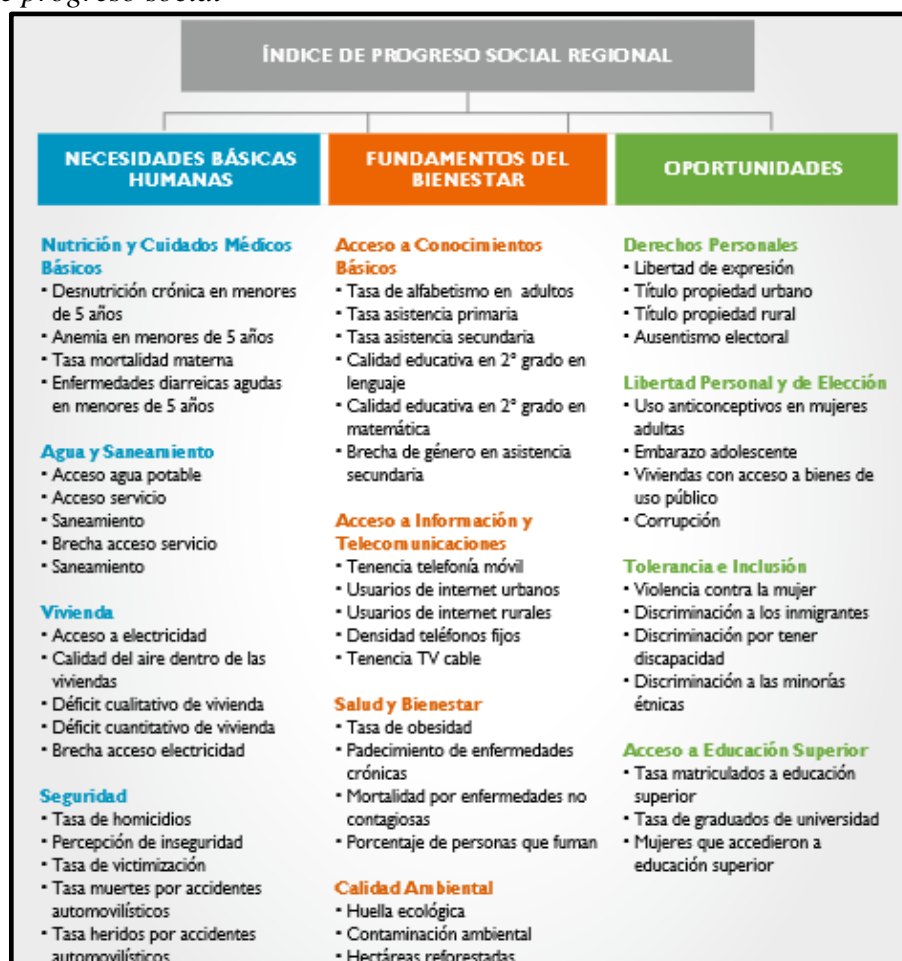 e progreso social
ÍNDICE DE PROGRESO SOCIAL REGIONAL
NECESIDADES BÁSICAS
HUMANAS
Nutrición y Cuidados Médicos
Básicos
• Desnutrición crónica en menores
de 5 años
• Anemia en menores de 5 años
• Tasa mortalidad materna
• Enfermedades diarreicas agudas
en menores de 5 años
Agua y Saneamiento
• Acceso agua potable
• Acceso servicio
• Saneamiento
• Brecha acceso servicio
• Saneamiento
Vivienda
• Acceso a electricidad
• Calidad del aire dentro de las
viviendas
• Déficit cualitativo de vivienda
• Déficit cuantitativo de vivienda
• Brecha acceso electricidad
Seguridad
• Tasa de homicidios
• Percepción de inseguridad
• Tasa de victimización
• Tasa muertes por accidentes
automovilísticos
• Tasa heridos por accidentes
automovilísticos
FUNDAMENTOS DEL
BIENESTAR
Acceso a Conocimientos
Básicos
• Tasa de alfabetismo en adultos
• Tasa asistencia primaria
• Tasa asistencia secundaria
• Calidad educativa en 2° grado en
lenguaje
• Calidad educativa en 2° grado en
matemática
• Brecha de género en asistencia
secundaria
Acceso a Información y
Telecomunicaciones
• Tenencia telefonía móvil
• Usuarios de internet urbanos
• Usuarios de internet rurales
• Densidad teléfonos fijos
• Tenencia TV cable
Salud y Bienestar
• Tasa de obesidad
• Padecimiento de enfermedades
crónicas
• Mortalidad por enfermedades no
contagiosas
• Porcentaje de personas que fuman
Calidad Ambiental
• Huella ecológica
• Contaminación ambiental
• Hectáreas reforestadas
OPORTUNIDADES
Derechos Personales
• Libertad de expresión
• Título propiedad urbano
• Título propiedad rural
• Ausentismo electoral
Libertad Personal y de Elección
• Uso anticonceptivos en mujeres
adultas
• Embarazo adolescente
• Viviendas con acceso a bienes de
uso público
• Corrupción
Tolerancia e Inclusión
• Violencia contra la mujer
• Discriminación a los inmigrantes
• Discriminación por tener
discapacidad
• Discriminación a las minorías
étnicas
Acceso a Educación Superior
• Tasa matriculados a educación
superior
• Tasa de graduados de universidad
• Mujeres que accedieron a
educación superior